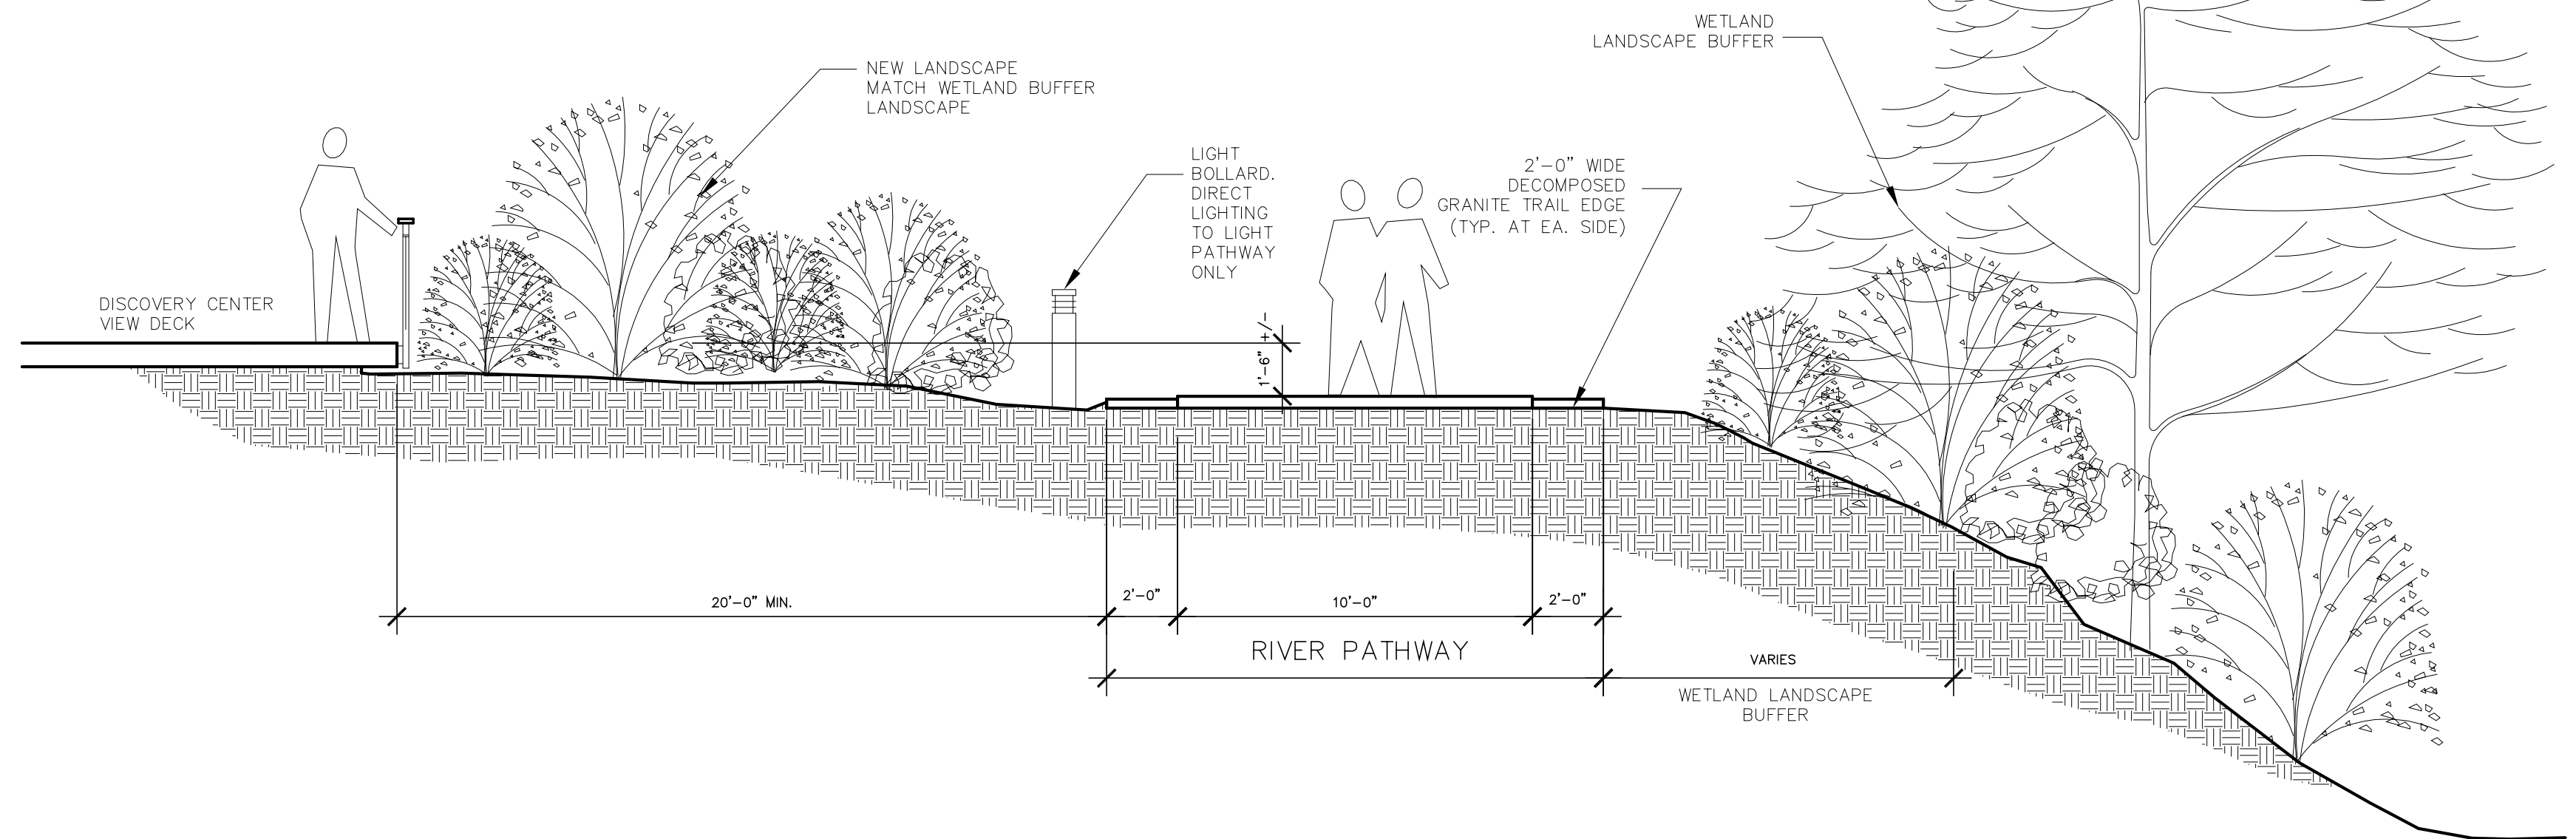 WETLAND
LANDSCAPE BUFFER
NEW LANDSCAPE
MATCH WETLAND BUFFER
LANDSCAPE
LIGHT
BOLLARD.
DIRECT
LIGHTING
TO LIGHT
PATHWAY
ONLY
2'-0" WIDE
DECOMPOSED
GRANITE TRAIL EDGE
(TYP. AT EA. SIDE)
DISCOVERY CENTER
VIEW DECK
1'-6" +/-
20'-0" MIN.
2'-0"
10'-0"
2'-0"
RIVER PATHWAY
VARIES
WETLAND LANDSCAPE
BUFFER